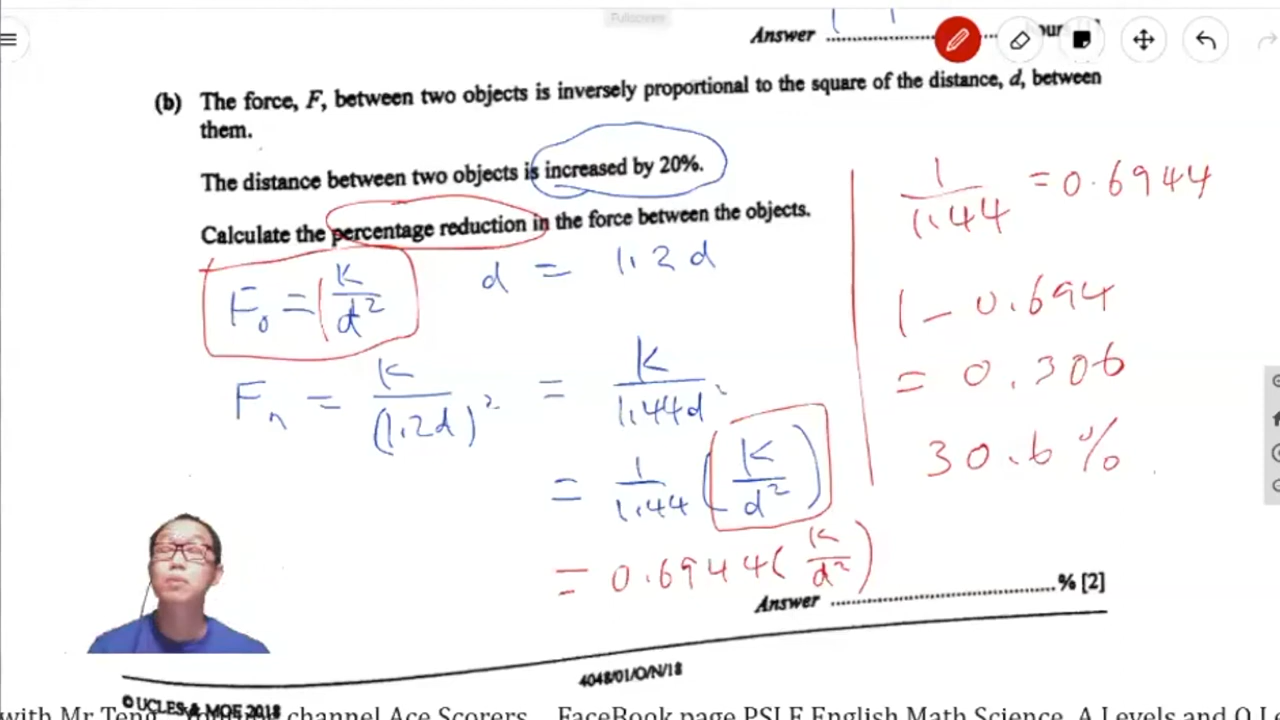 Fullcover
Answer
(b) The force, F, between two objects is inversely proportional to the square of the distance, d, between
them.
The distance between two objects is increased by 20%.
Calculate the percentage reduction in the force between the objects.
F₀ = 1 K/d²
d = 1.2d
Fₙ = K/(1.2d)² = K/1.44d²
= 1/1.44 (K/d²)
= 0.6944(K/d²)
1/1.44 = 0.6944
1 - 0.694
= 0.306
30.6%
Answer ........................................% [2]
4048/01/O/N/18
© UCLES & MOE 2018
with Mr Teng channel Ace Scorers FaceBook page PSLE English Math Science, A Levels and O L